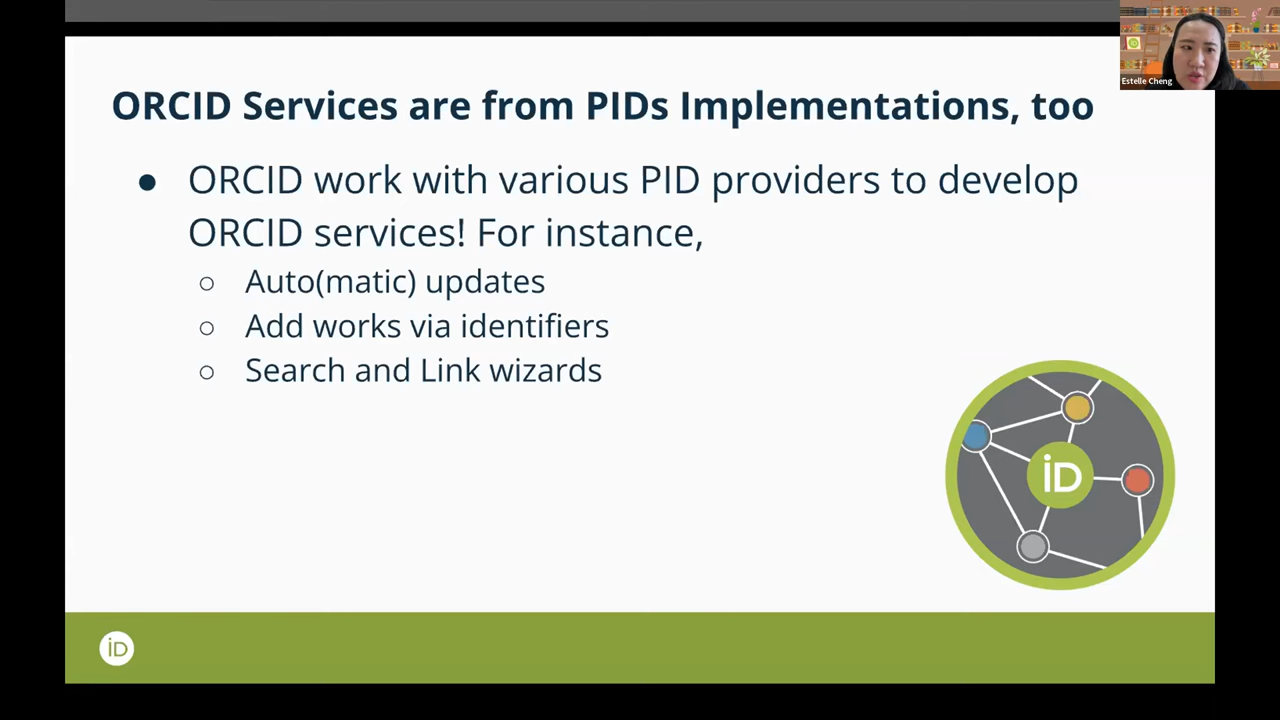 Estelle Cheng
ORCID Services are from PIDs Implementations, too
● ORCID work with various PID providers to develop
ORCID services! For instance,
○ Auto(matic) updates
○ Add works via identifiers
○ Search and Link wizards
iD
iD